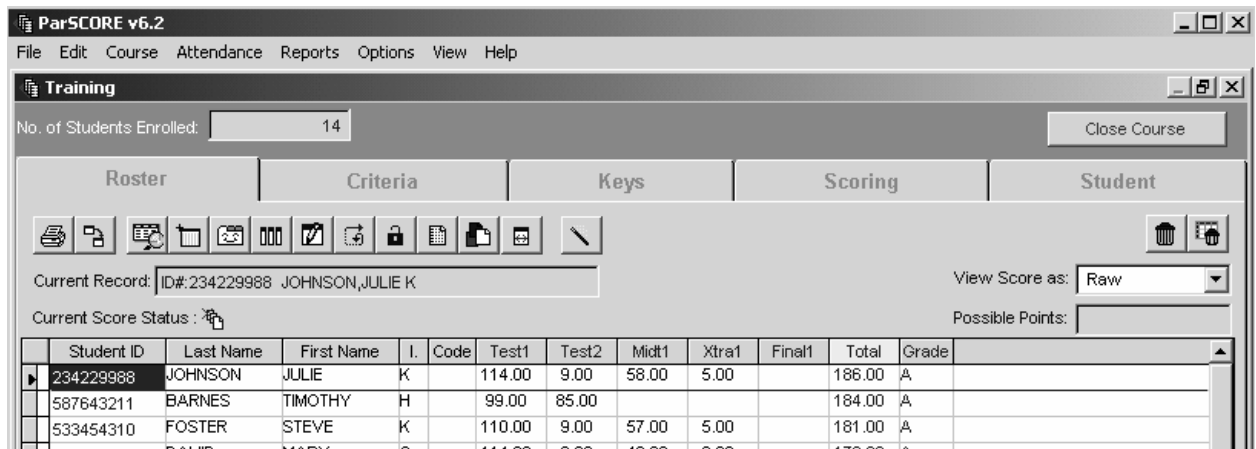 ParSCORE v6.2
File Edit Course Attendance Reports Options View Help
Training
No. of Students Enrolled: 14 Close Course
Roster Criteria Keys Scoring Student
Current Record: ID#:234229988 JOHNSON,JULIE K View Score as: Raw
Current Score Status : Possible Points:
Student ID Last Name First Name I. Code Test1 Test2 Midt1 Xtra1 Final1 Total Grade
234229988 JOHNSON JULIE K 114.00 9.00 58.00 5.00 186.00 A
587643211 BARNES TIMOTHY H 99.00 85.00 184.00 A
533454310 FOSTER STEVE K 110.00 9.00 57.00 5.00 181.00 A